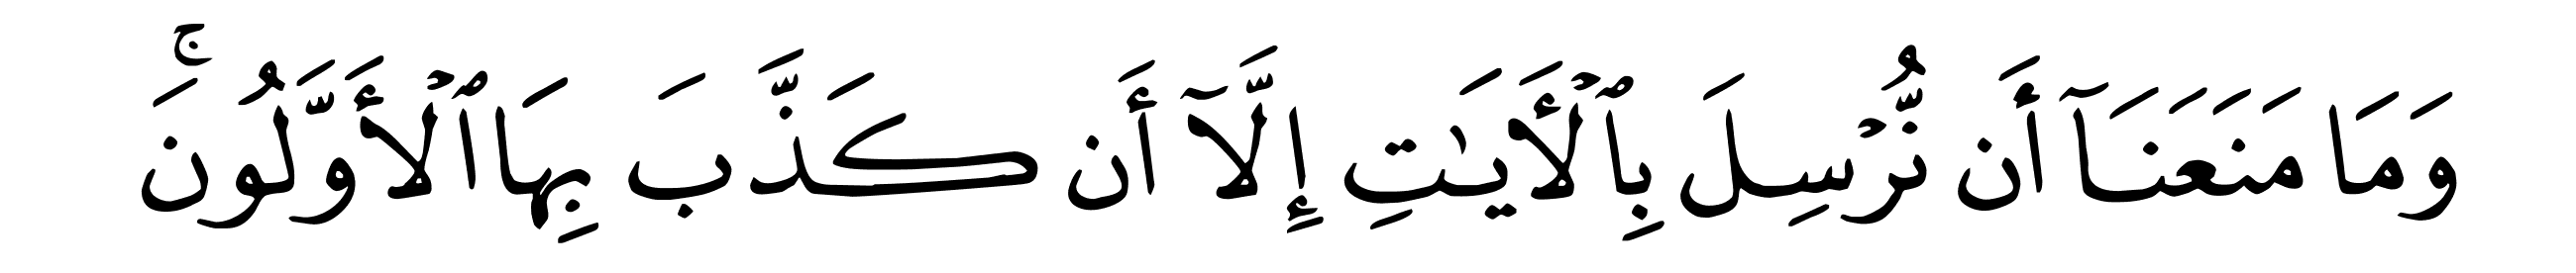 وَمَا مَنَعَنَآ أَن نُّرْسِلَ بِٱلْأَيَٰتِ إِلَّآ أَن كَذَّبَ بِهَا ٱلْأَوَّلُونَ ۚ